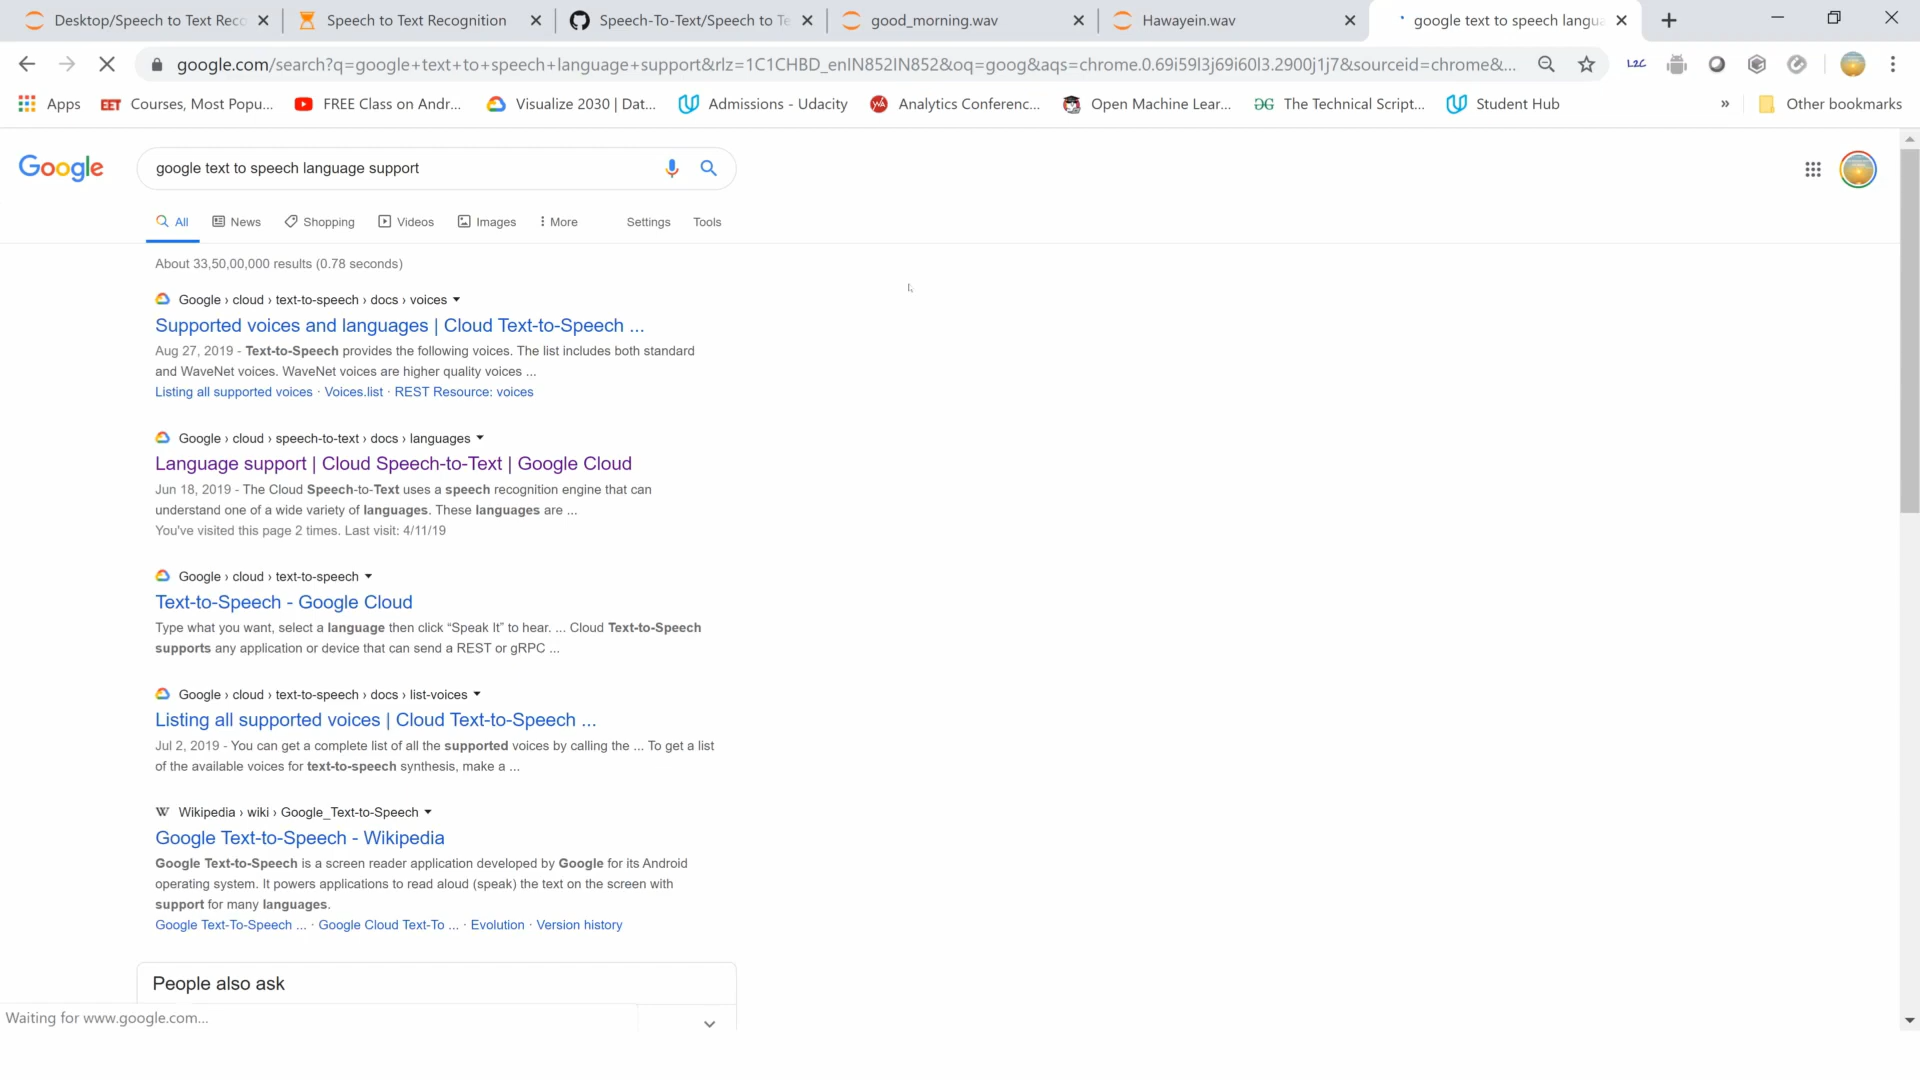 Desktop/Speech to Text Reco
Speech to Text Recognition
Speech-To-Text/Speech to Te
good_morning.wav
Hawayein.wav
google text to speech langua
google.com/search?q=google+text+to+speech+language+support&rlz=1C1CHBD_enIN852IN852&oq=goog&aqs=chrome.0.69i59l3j69i60l3.2900j1j7&sourceid=chrome&...
L2C
Apps
EET Courses, Most Popu...
FREE Class on Andr...
Visualize 2030 | Dat...
Admissions - Udacity
Analytics Conferenc...
Open Machine Lear...
The Technical Script...
Student Hub
»
Other bookmarks
Google
google text to speech language support
All
News
Shopping
Videos
Images
More
Settings
Tools
About 33,50,00,000 results (0.78 seconds)
Google › cloud › text-to-speech › docs › voices
Supported voices and languages | Cloud Text-to-Speech ...
Aug 27, 2019 - Text-to-Speech provides the following voices. The list includes both standard
and WaveNet voices. WaveNet voices are higher quality voices ...
Listing all supported voices · Voices.list · REST Resource: voices
Google › cloud › speech-to-text › docs › languages
Language support | Cloud Speech-to-Text | Google Cloud
Jun 18, 2019 - The Cloud Speech-to-Text uses a speech recognition engine that can
understand one of a wide variety of languages. These languages are ...
You've visited this page 2 times. Last visit: 4/11/19
Google › cloud › text-to-speech
Text-to-Speech - Google Cloud
Type what you want, select a language then click “Speak It” to hear. ... Cloud Text-to-Speech
supports any application or device that can send a REST or gRPC ...
Google › cloud › text-to-speech › docs › list-voices
Listing all supported voices | Cloud Text-to-Speech ...
Jul 2, 2019 - You can get a complete list of all the supported voices by calling the ... To get a list
of the available voices for text-to-speech synthesis, make a ...
W Wikipedia › wiki › Google_Text-to-Speech
Google Text-to-Speech - Wikipedia
Google Text-to-Speech is a screen reader application developed by Google for its Android
operating system. It powers applications to read aloud (speak) the text on the screen with
support for many languages.
Google Text-To-Speech ... · Google Cloud Text-To ... · Evolution · Version history
People also ask
Waiting for www.google.com...